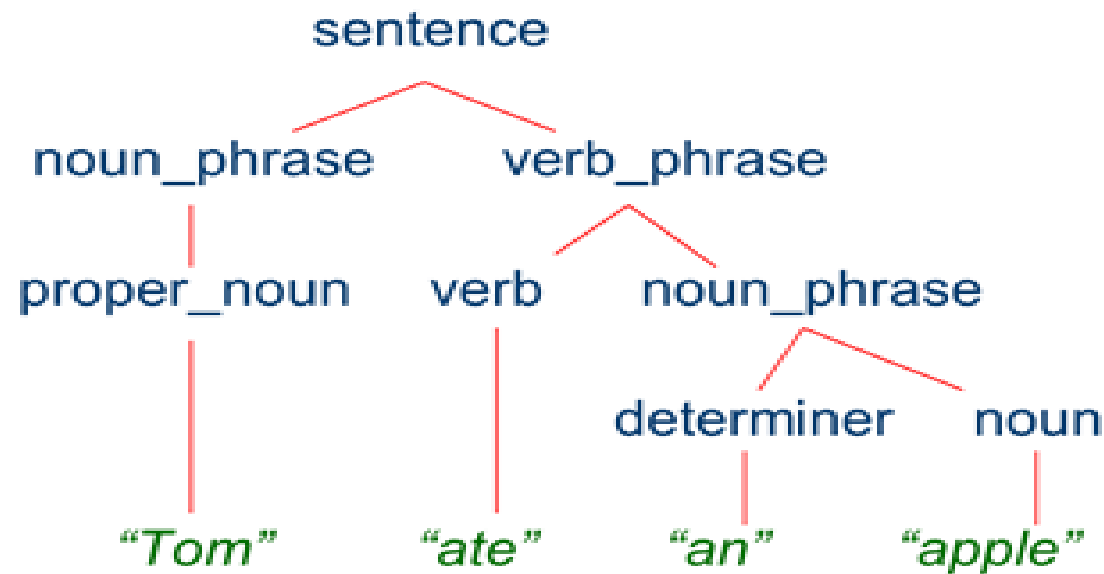 sentence
noun_phrase verb_phrase
proper_noun verb noun_phrase
determiner noun
“Tom” “ate” “an” “apple”